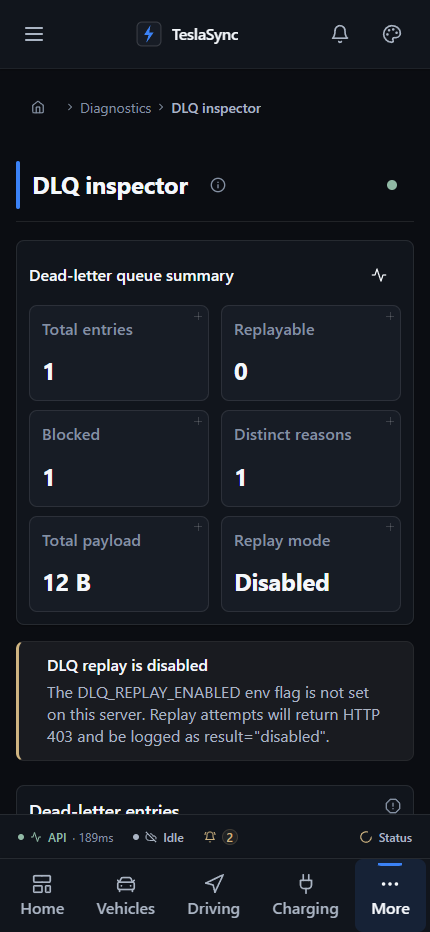 TeslaSync
Diagnostics
DLQ inspector
DLQ inspector
Dead-letter queue summary
Total entries
1
Replayable
0
Blocked
1
Distinct reasons
1
Total payload
12 B
Replay mode
Disabled
DLQ replay is disabled
The DLQ_REPLAY_ENABLED env flag is not set
on this server. Replay attempts will return HTTP
403 and be logged as result="disabled".
Dead-letter entries
API · 189ms
Idle
2
Status
Home
Vehicles
Driving
Charging
More